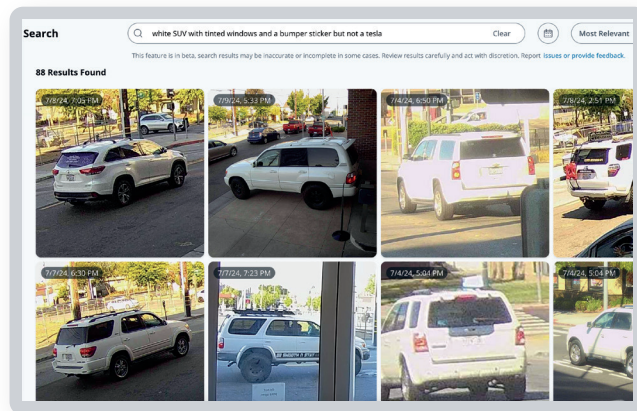 Search
white SUV with tinted windows and a bumper sticker but not a tesla
Clear
Most Relevant
This feature is in beta, search results may be inaccurate or incomplete in some cases. Review results carefully and act with discretion. Report issues or provide feedback.
88 Results Found
7/8/24, 7:05 PM
7/9/24, 5:33 PM
7/4/24, 6:50 PM
7/8/24, 2:51 PM
7/7/24, 6:30 PM
7/7/24, 7:23 PM
7/4/24, 5:04 PM
7/4/24, 5:04 PM